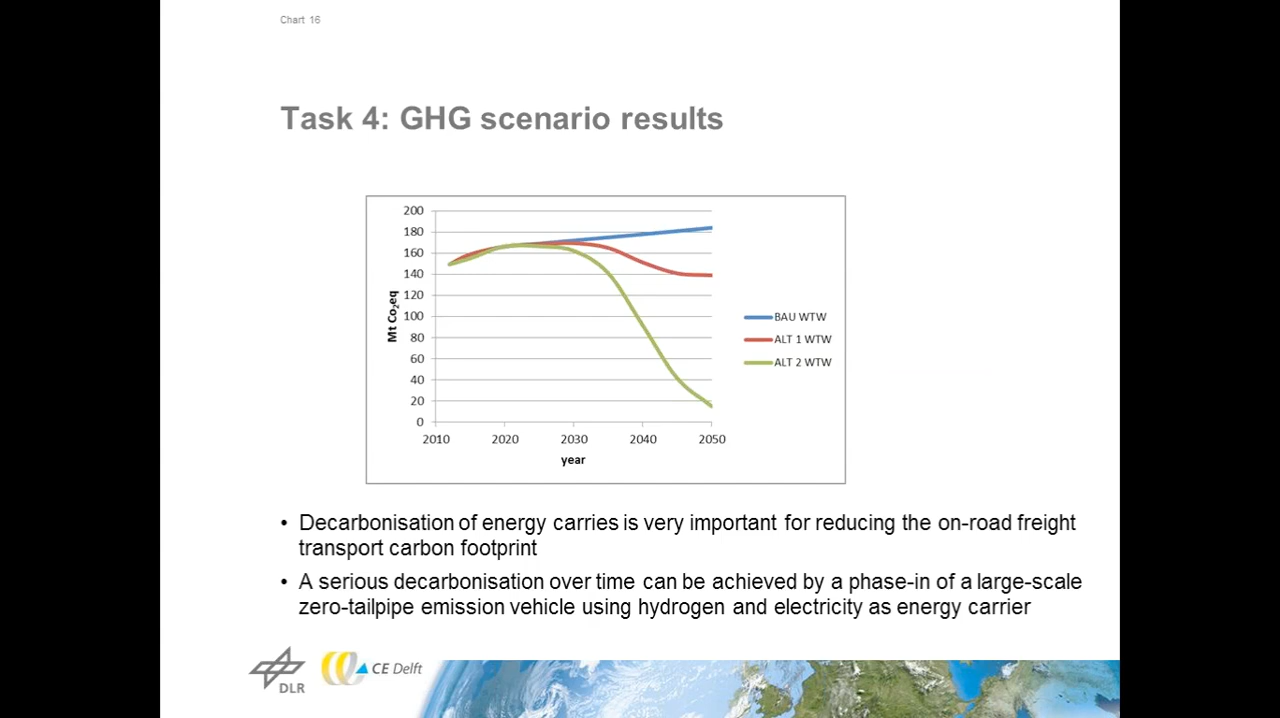 Chart 16
Task 4: GHG scenario results
200
180
160
140
120
100
80
60
40
20
0
Mt Co₂eq
2010 2020 2030 2040 2050
year
BAU WTW
ALT 1 WTW
ALT 2 WTW
• Decarbonisation of energy carries is very important for reducing the on-road freight
transport carbon footprint
• A serious decarbonisation over time can be achieved by a phase-in of a large-scale
zero-tailpipe emission vehicle using hydrogen and electricity as energy carrier
DLR
CE Delft